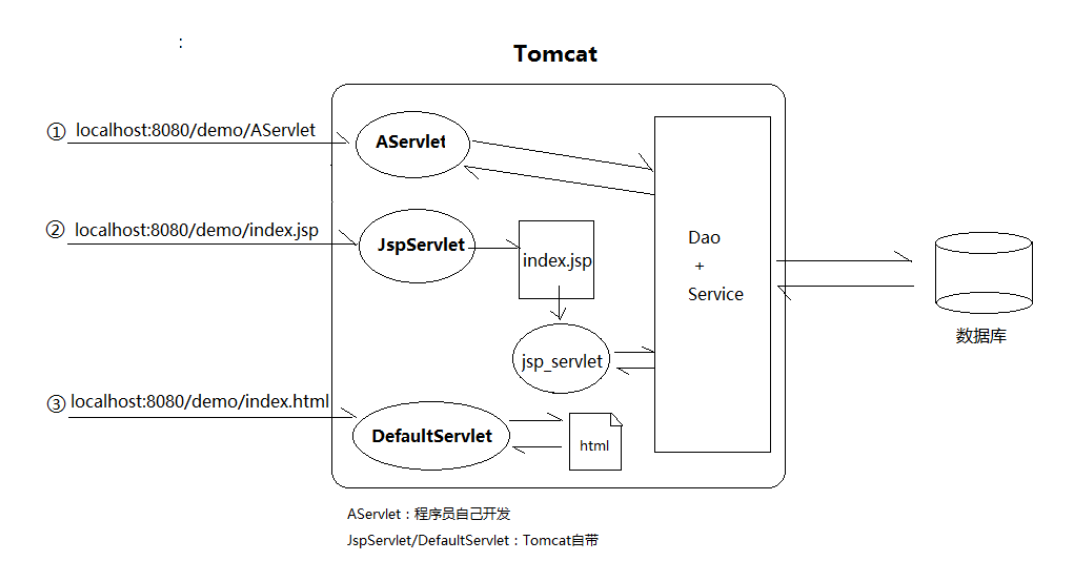 :
Tomcat
① localhost:8080/demo/AServlet
AServlet
② localhost:8080/demo/index.jsp
JspServlet
index.jsp
Dao
+
Service
jsp_servlet
数据库
③ localhost:8080/demo/index.html
DefaultServlet
html
AServlet：程序员自己开发
JspServlet/DefaultServlet：Tomcat自带